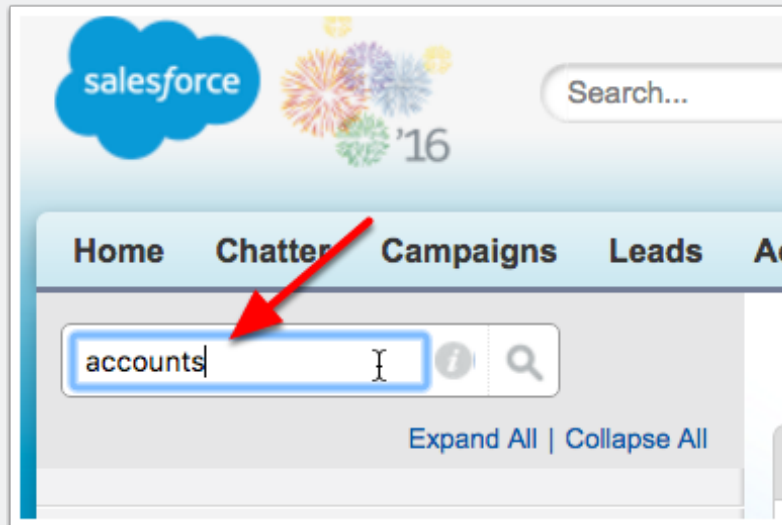 salesforce
'16
Search...
Home Chatter Campaigns Leads
accounts
Expand All | Collapse All